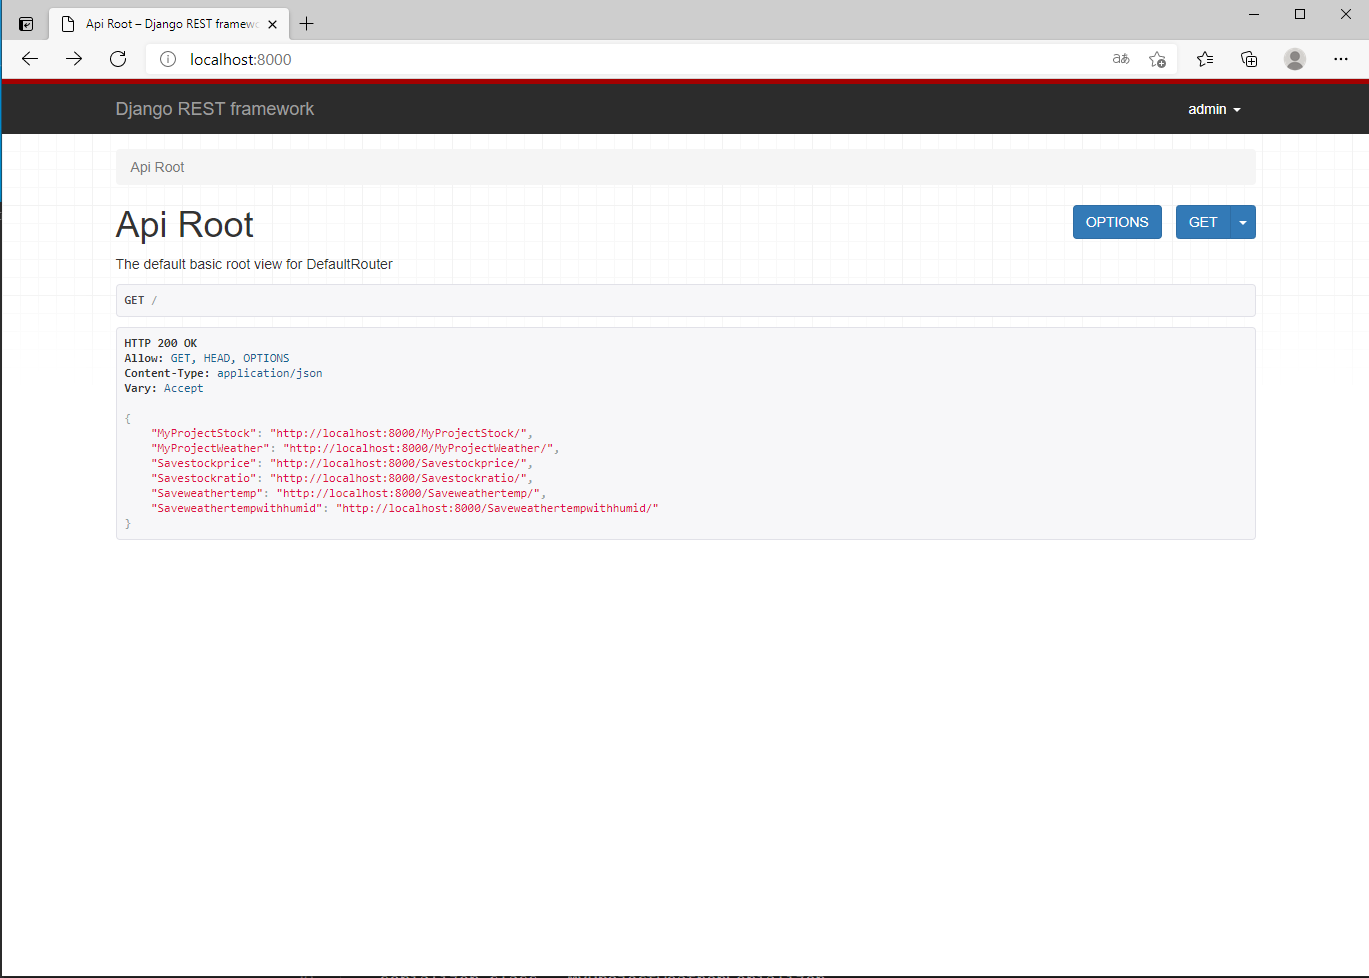 Api Root – Django REST framewo
localhost:8000
Django REST framework
admin
Api Root
Api Root
OPTIONS
GET
The default basic root view for DefaultRouter
GET /
HTTP 200 OK
Allow: GET, HEAD, OPTIONS
Content-Type: application/json
Vary: Accept
{
"MyProjectStock": "http://localhost:8000/MyProjectStock/",
"MyProjectWeather": "http://localhost:8000/MyProjectWeather/",
"Savestockprice": "http://localhost:8000/Savestockprice/",
"Savestockratio": "http://localhost:8000/Savestockratio/",
"Saveweathertemp": "http://localhost:8000/Saveweathertemp/",
"Saveweathertempwithhumid": "http://localhost:8000/Saveweathertempwithhumid/"
}